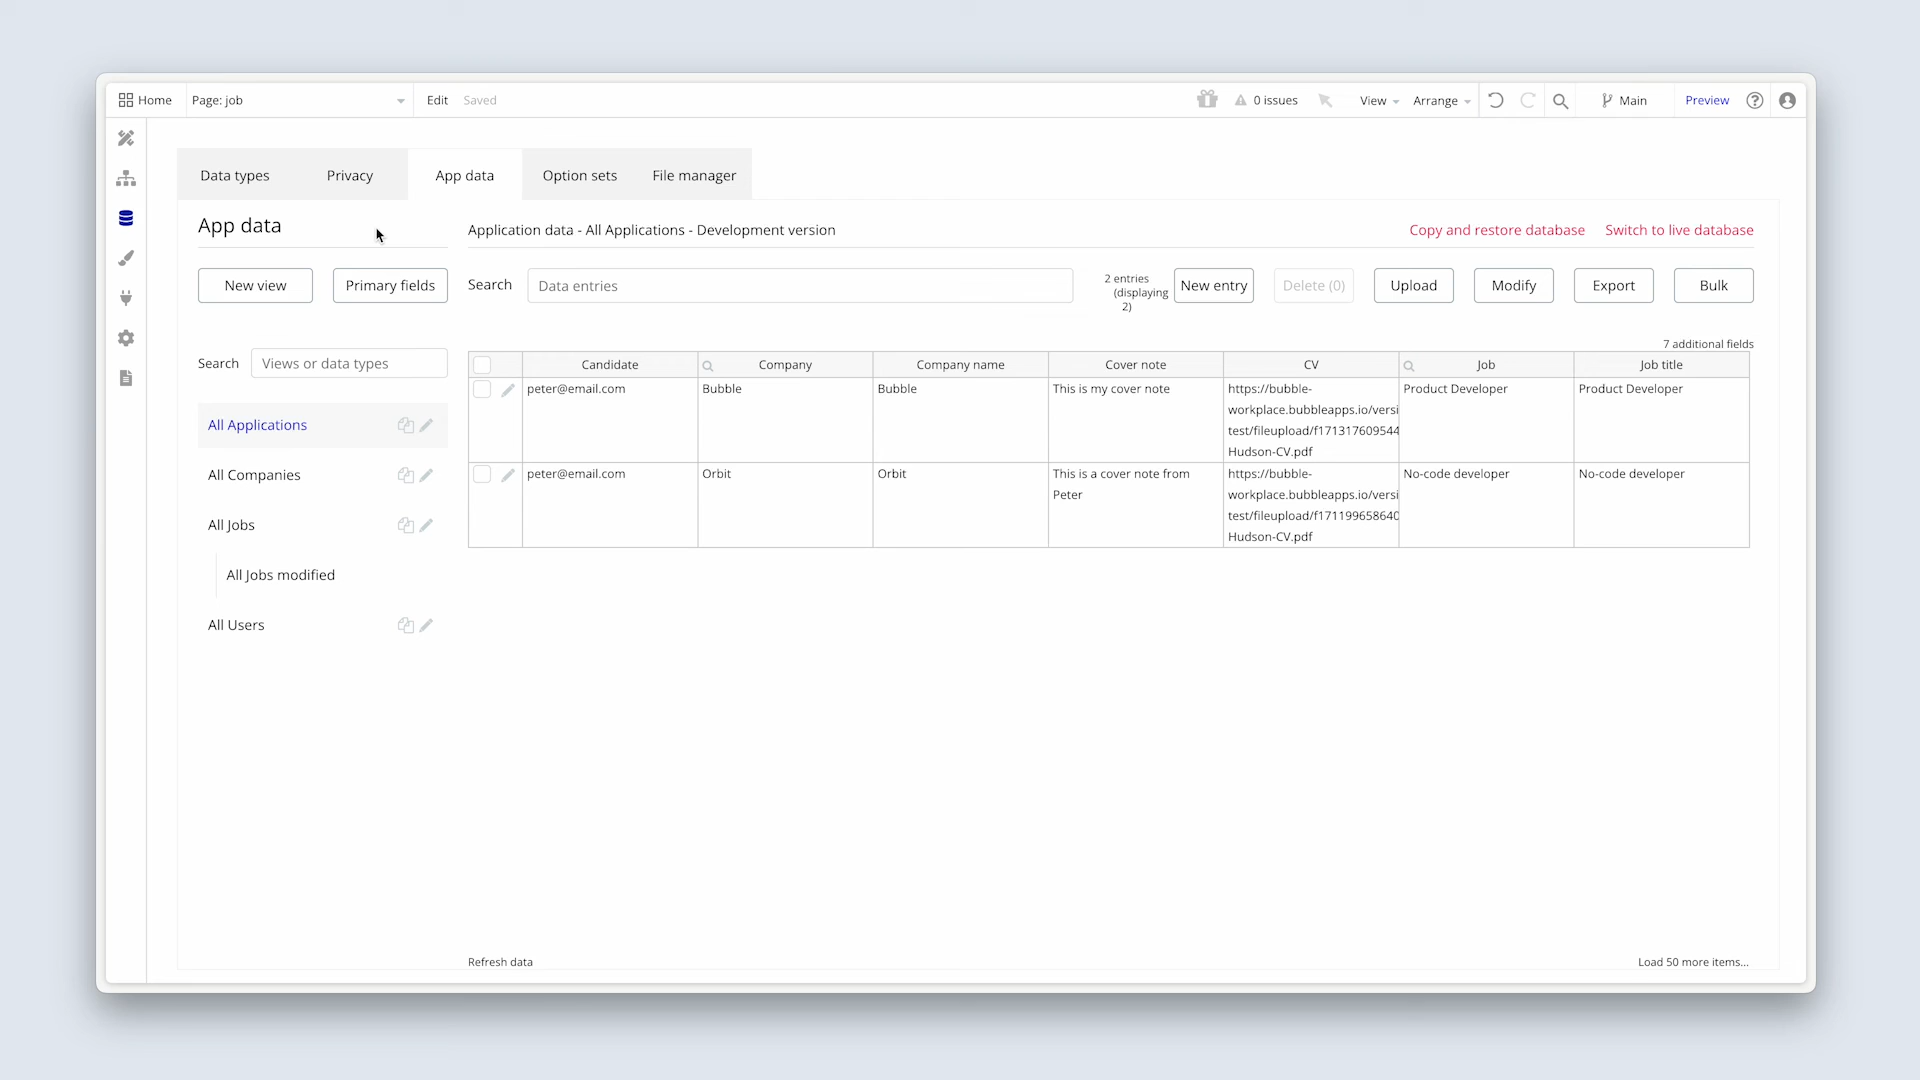 Home
Page: job
Edit
Saved
0 issues
View
Arrange
Main
Preview
Data types
Privacy
App data
Option sets
File manager
App data
Application data - All Applications - Development version
Copy and restore database
Switch to live database
New view
Primary fields
Search
Data entries
2 entries
(displaying
2)
New entry
Delete (0)
Upload
Modify
Export
Bulk
7 additional fields
Search
Views or data types
Candidate
Company
Company name
Cover note
CV
Job
Job title
peter@email.com
Bubble
Bubble
This is my cover note
https://bubble-
workplace.bubbleapps.io/versi
test/fileupload/f171317609544
Hudson-CV.pdf
Product Developer
Product Developer
peter@email.com
Orbit
Orbit
This is a cover note from
Peter
https://bubble-
workplace.bubbleapps.io/versi
test/fileupload/f171199658640
Hudson-CV.pdf
No-code developer
No-code developer
All Applications
All Companies
All Jobs
All Jobs modified
All Users
Refresh data
Load 50 more items...